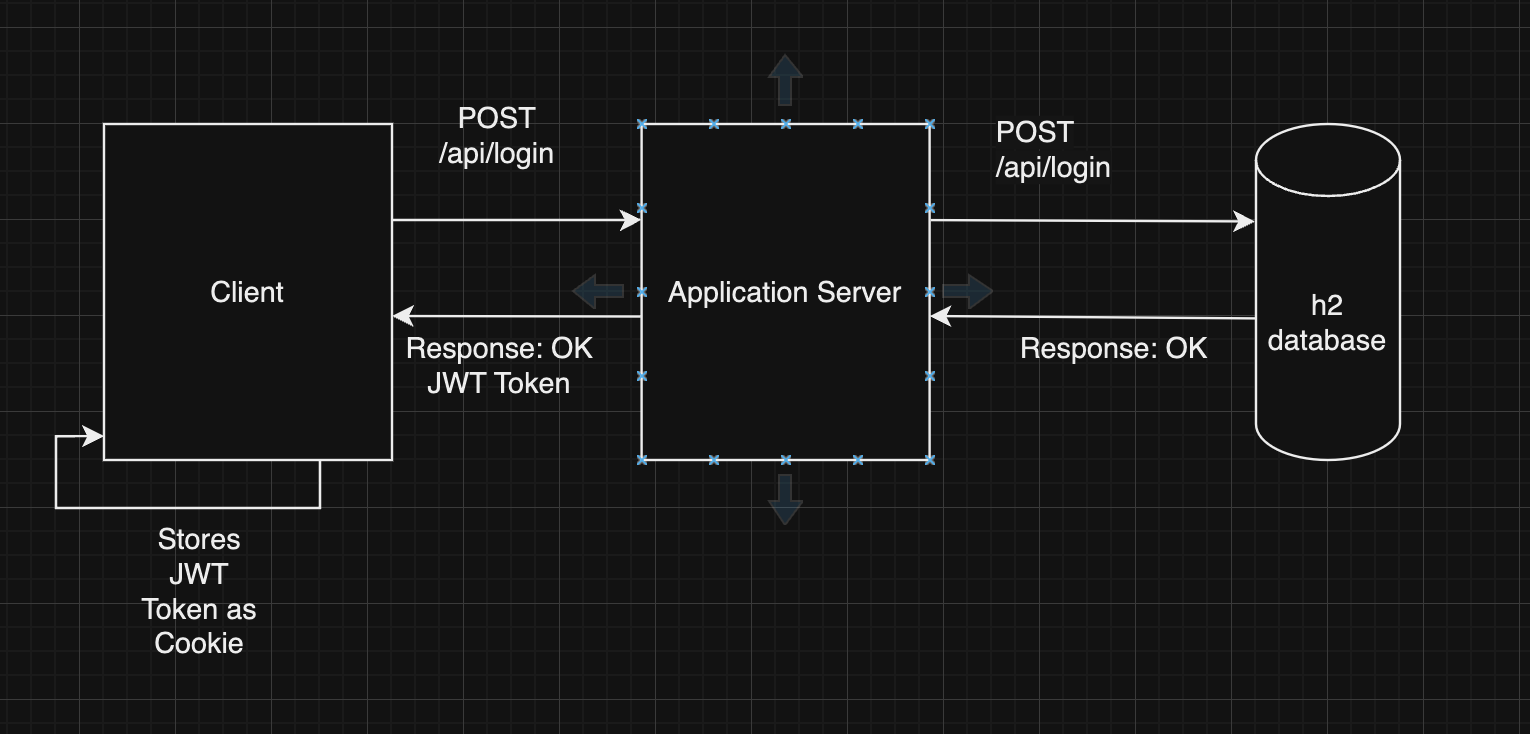 POST
/api/login
POST
/api/login
Client
Application Server
h2
database
Response: OK
JWT Token
Response: OK
Stores
JWT
Token as
Cookie